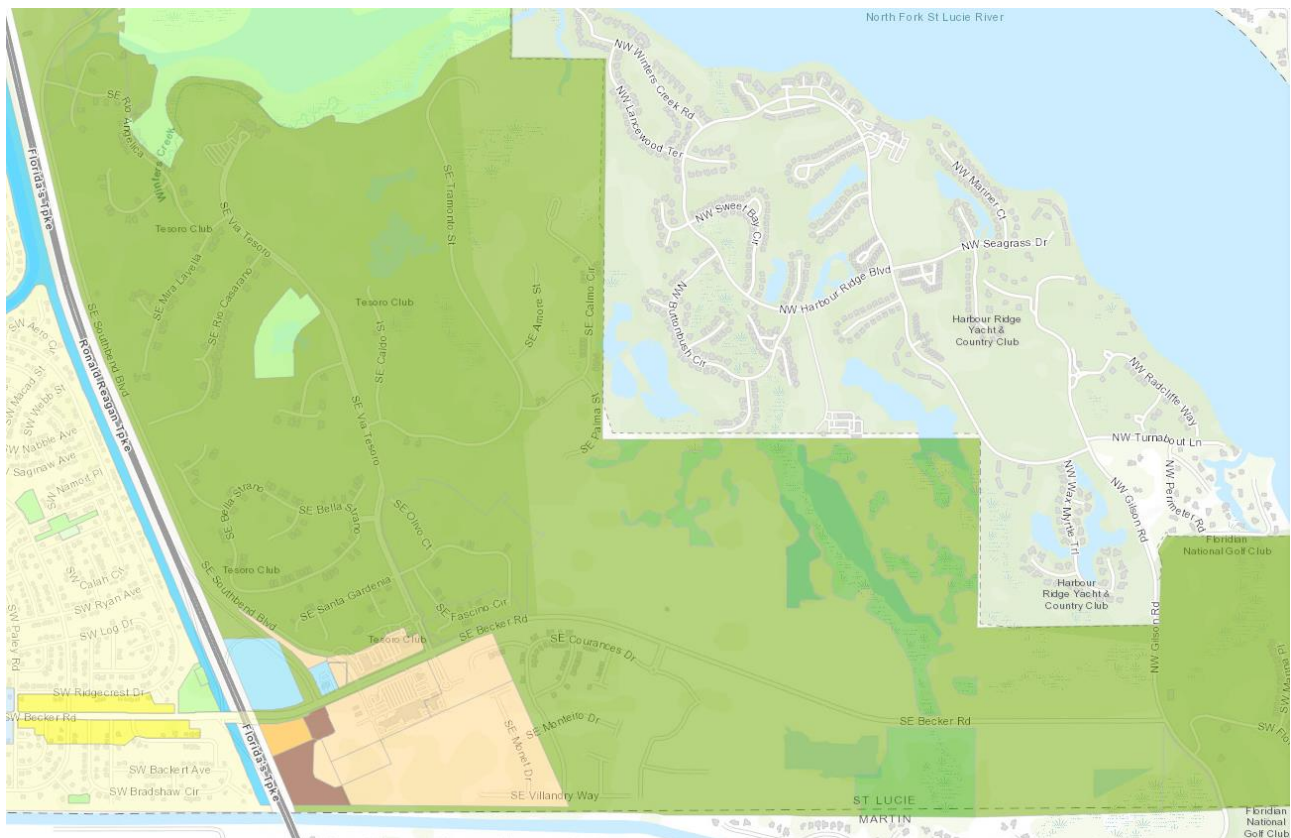 North Fork St Lucie River
NW Winters Creek Rd
NW Lancewood Ter
SE Rio Angelica
Winters Creek
Florida's Tpke
Tesoro Club
SE Via Tesoro
SE Tramonto St
NW Mariner Ct
NW Sweet Bay Cir
NW Seagrass Dr
NW Harbour Ridge Blvd
SE Mira Lavella
SE Rio Casarano
Tesoro Club
SE Calmo Cir
SE Amore St
NW Buttonbush Cir
SE Southbend Blvd
SE Caldo St
Harbour Ridge
Yacht &
Country Club
SW Aero
SW Macad St
SW Webb St
Ronald Reagan Tpke
NW Radcliffe Way
SW Nabble Ave
SE Via Tesoro
SE Palma St
NW Turnabout Ln
Saginaw Ave
SW Namort Pl
NW Wax Myrtle Trl
NW Gilson Rd
NW Perimeter Rd
SE Bella Strano
SE Bella Strano
SE Olivo Ct
Floridian
National Golf Club
SW Calah Cir
Tesoro Club
SE Santa Gardenia
SE Southbend Blvd
Harbour
Ridge Yacht &
Country Club
SW Ryan Ave
SE Fascino Cir
SE Becker Rd
SW Paley Rd
SW Log Dr
Tesoro Club
SE Courances Dr
NW Gilson Rd
SW Ridgecrest Dr
SW Becker Rd
SE Monteito Dr
SE Becker Rd
SE Monet Dr
Florida's Tpke
SW Backert Ave
SW Bradshaw Cir
SE Villandry Way
ST LUCIE
MARTIN
Floridian
National
Golf Club